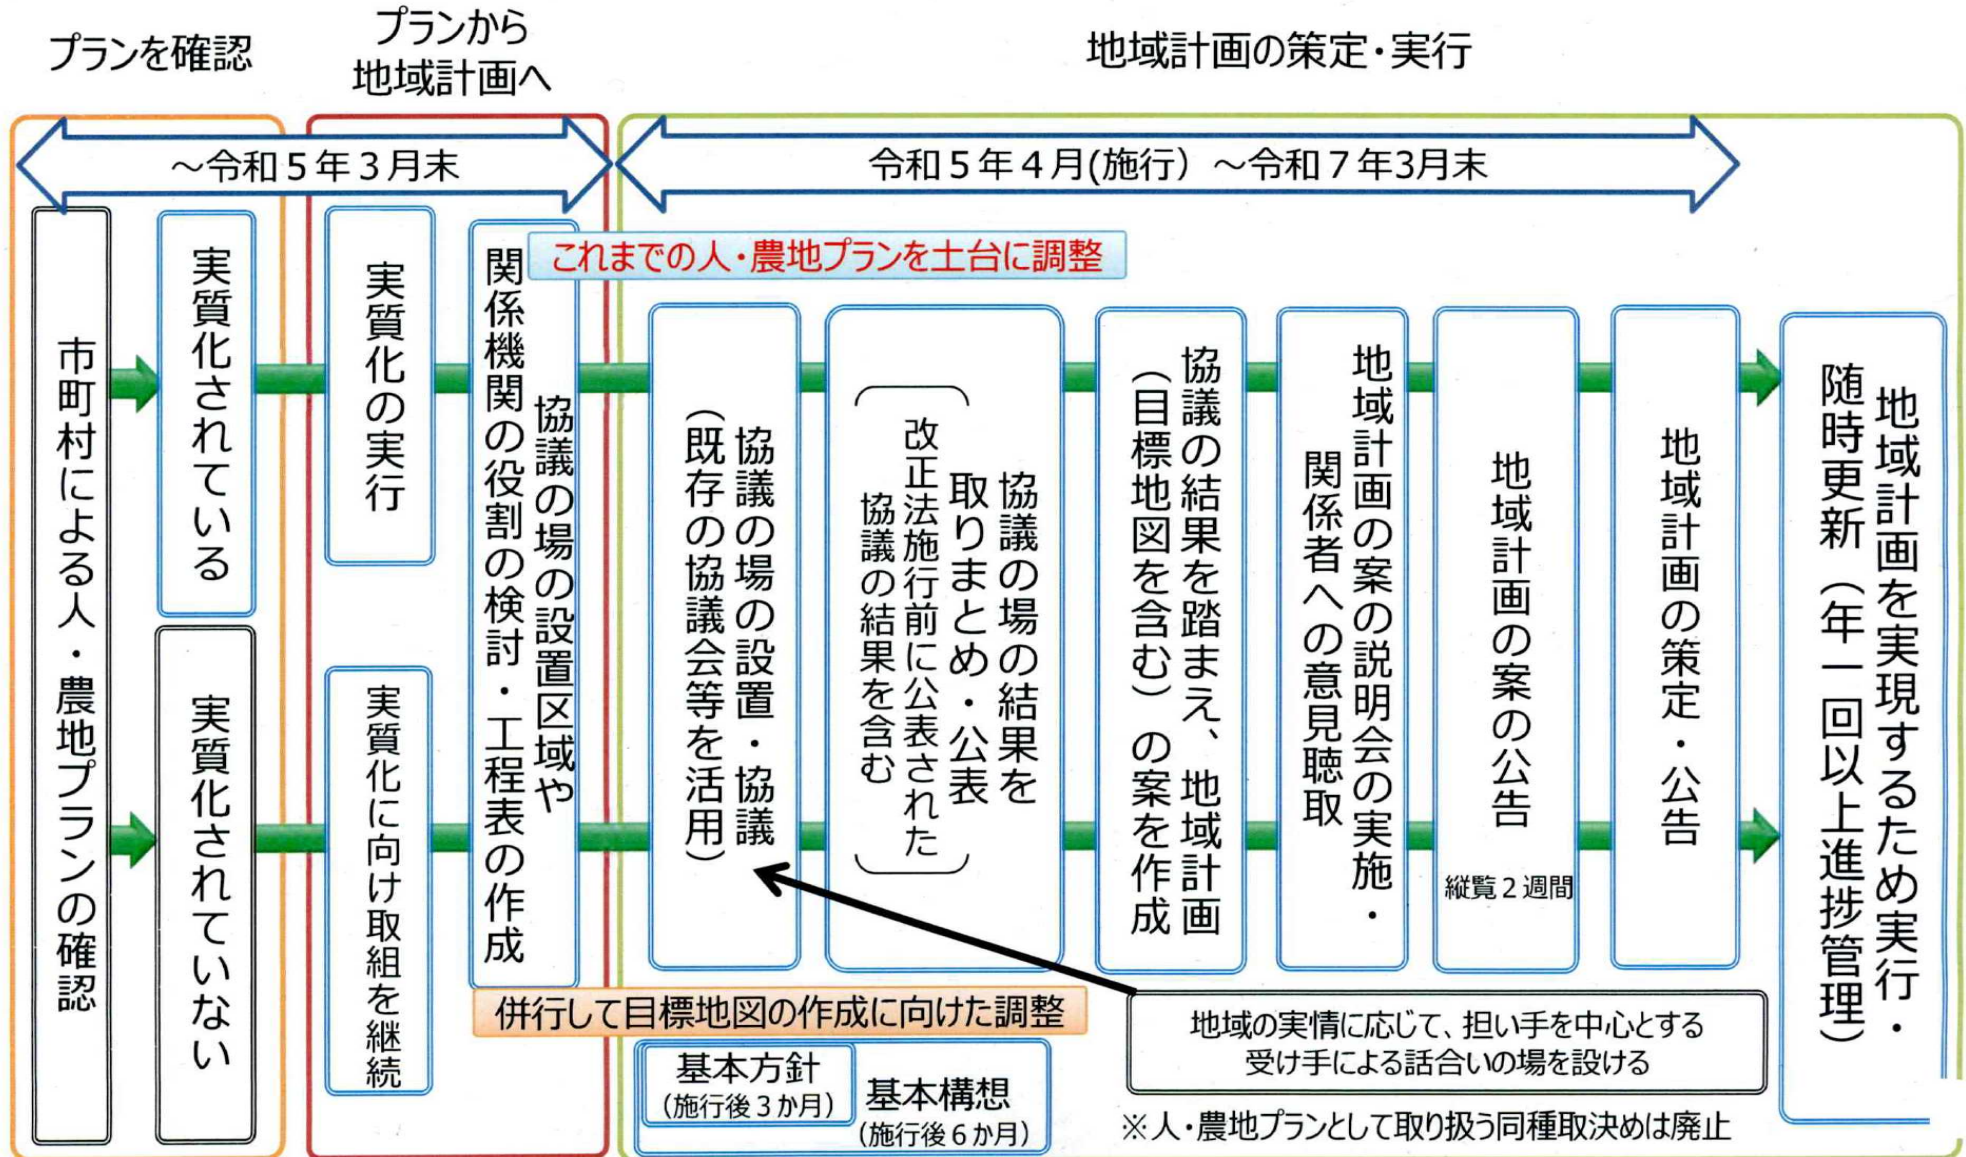 プランを確認
プランから
地域計画へ
地域計画の策定・実行
～令和５年３月末
令和５年４月(施行）～令和７年3月末
市町村による人・農地プランの確認
実質化されている
実質化されていない
実質化の実行
実質化に向け取組を継続
協議の場の設置区域や
関係機関の役割の検討・工程表の作成
これまでの人・農地プランを土台に調整
協議の場の設置・協議
（既存の協議会等を活用）
協議の場の結果を
取りまとめ・公表
改正法施行前に公表された
協議の結果を含む
協議の結果を踏まえ、地域計画
（目標地図を含む）の案を作成
地域計画の案の説明会の実施・
関係者への意見聴取
地域計画の案の公告
縦覧２週間
地域計画の策定・公告
地域計画を実現するため実行・
随時更新（年一回以上進捗管理）
併行して目標地図の作成に向けた調整
基本方針
（施行後３か月）
基本構想
（施行後６か月）
地域の実情に応じて、担い手を中心とする
受け手による話合いの場を設ける
※人・農地プランとして取り扱う同種取決めは廃止